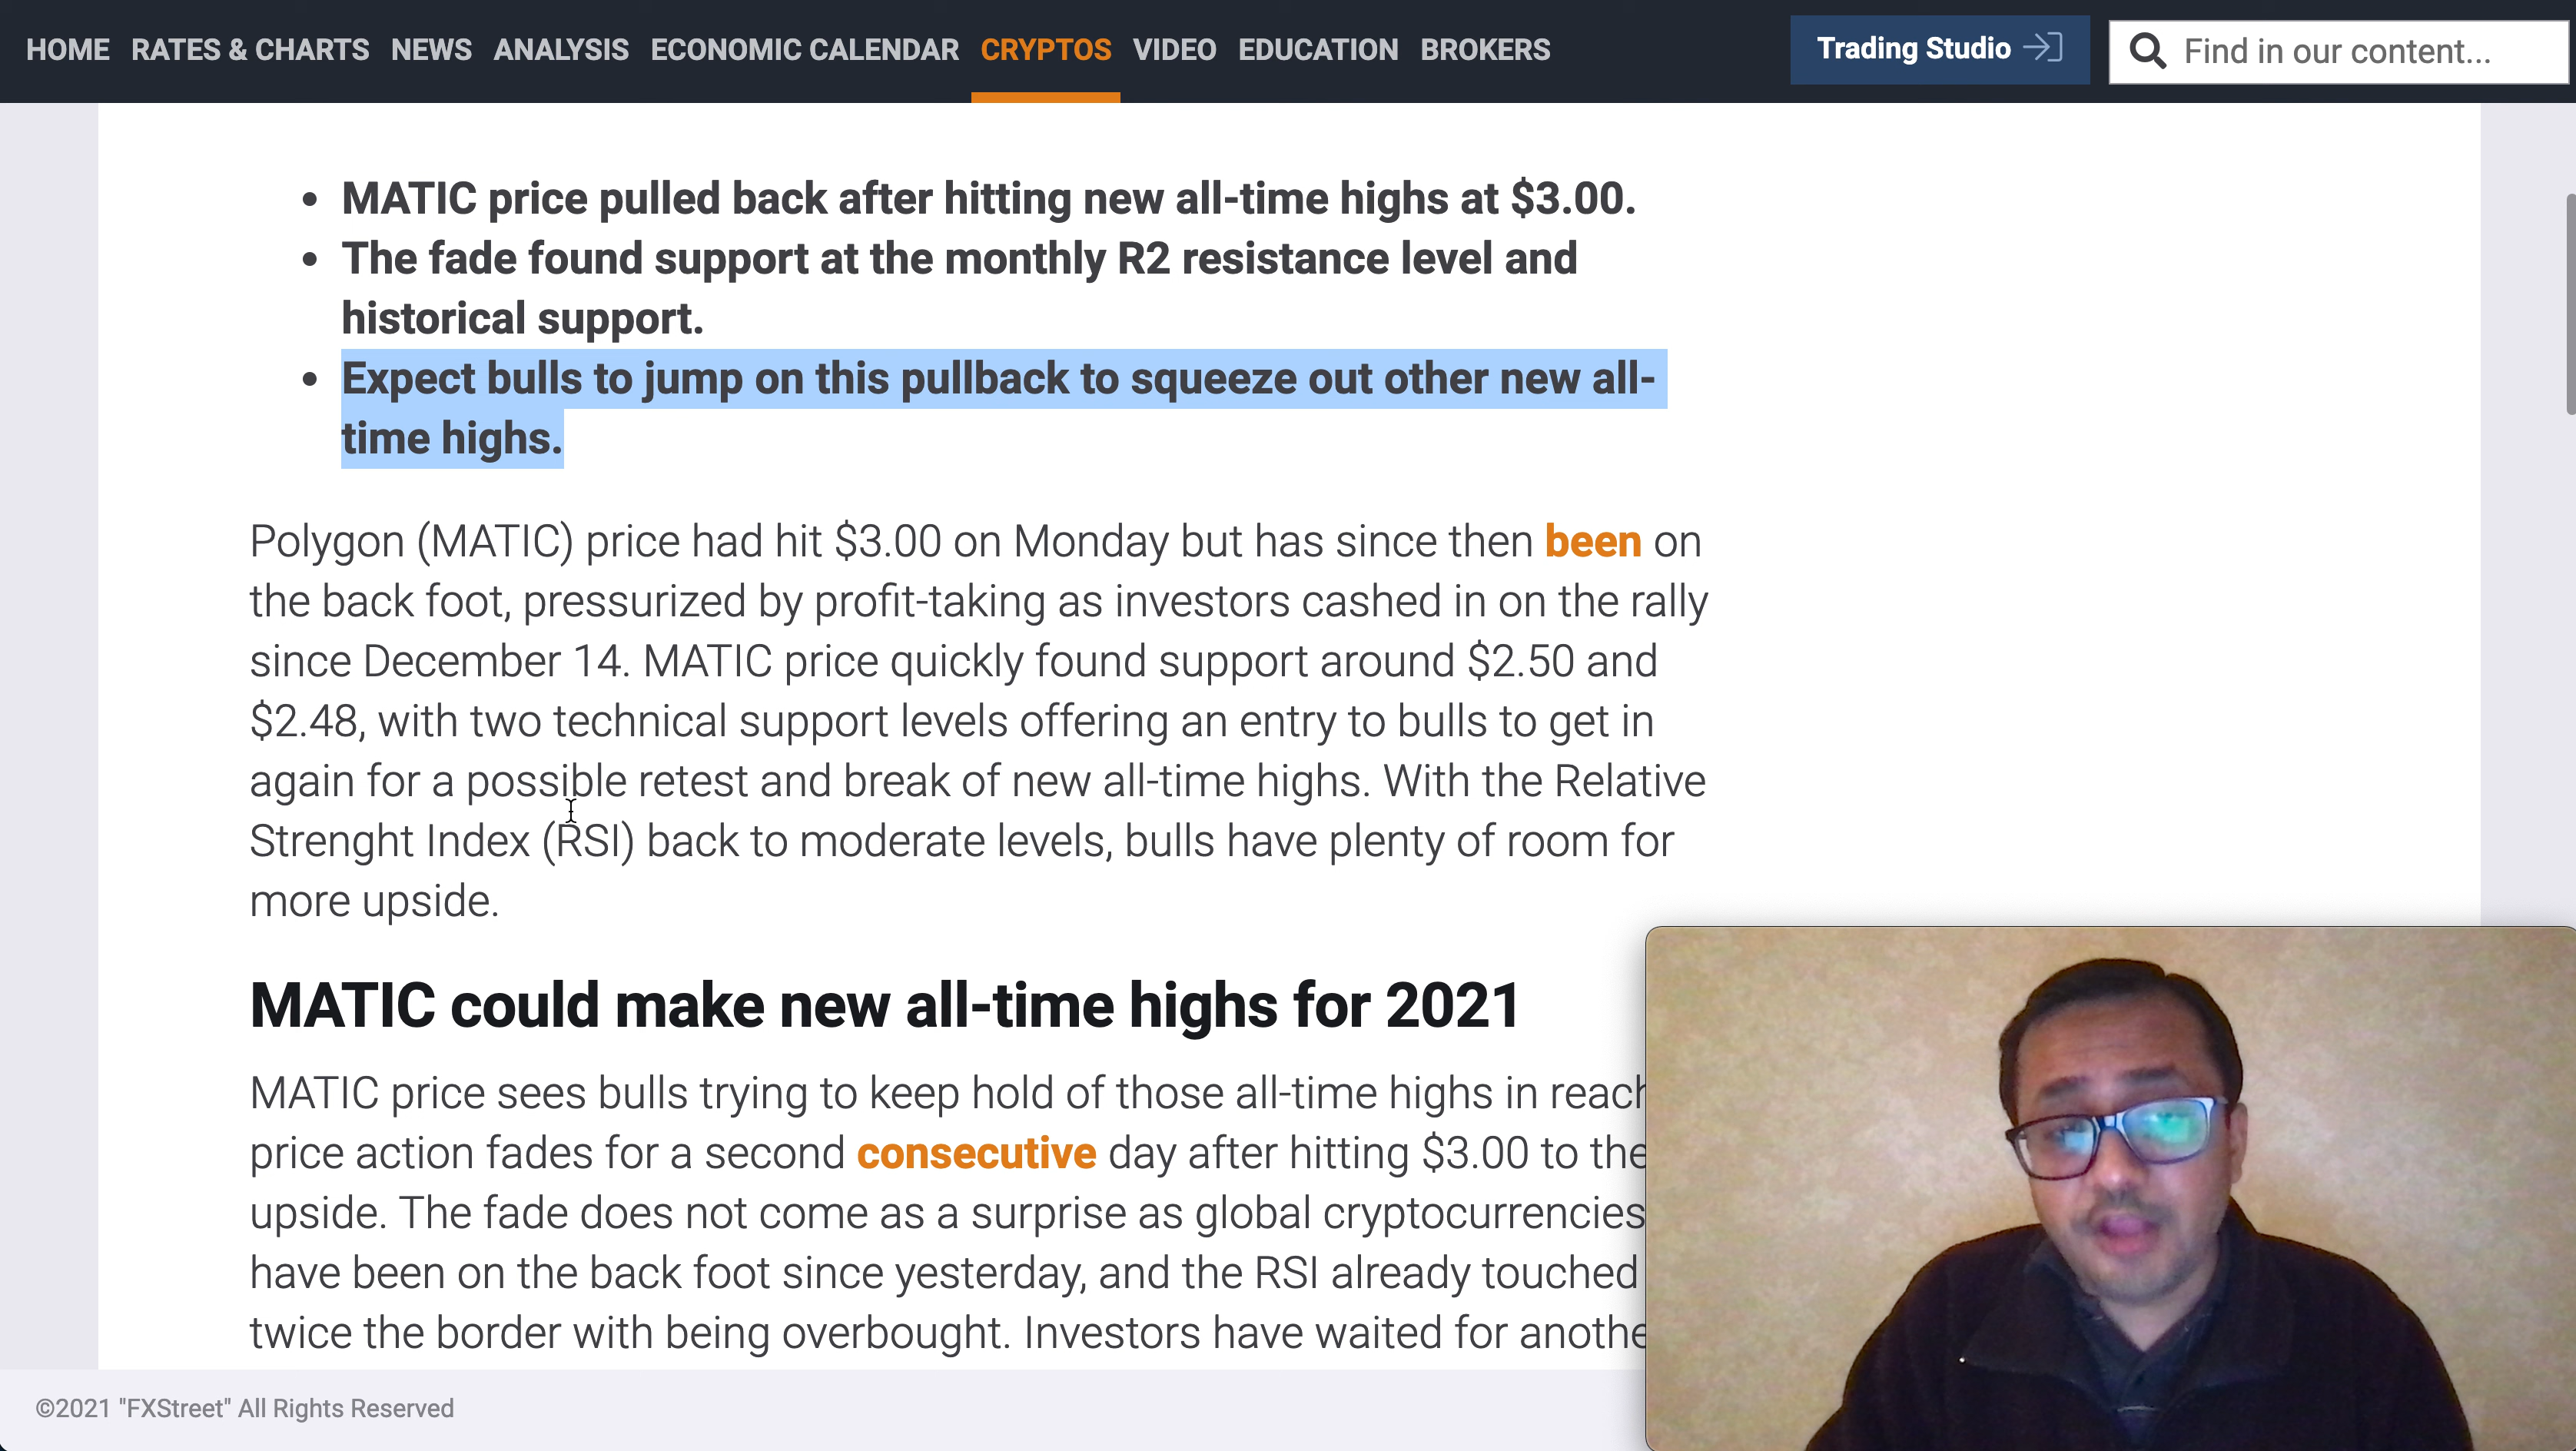 HOME RATES & CHARTS NEWS ANALYSIS ECONOMIC CALENDAR CRYPTOS VIDEO EDUCATION BROKERS Trading Studio Find in our content...
• MATIC price pulled back after hitting new all-time highs at $3.00.
• The fade found support at the monthly R2 resistance level and
historical support.
• Expect bulls to jump on this pullback to squeeze out other new all-
time highs.
Polygon (MATIC) price had hit $3.00 on Monday but has since then been on
the back foot, pressurized by profit-taking as investors cashed in on the rally
since December 14. MATIC price quickly found support around $2.50 and
$2.48, with two technical support levels offering an entry to bulls to get in
again for a possible retest and break of new all-time highs. With the Relative
Strenght Index (RSI) back to moderate levels, bulls have plenty of room for
more upside.
MATIC could make new all-time highs for 2021
MATIC price sees bulls trying to keep hold of those all-time highs in reach
price action fades for a second consecutive day after hitting $3.00 to the
upside. The fade does not come as a surprise as global cryptocurrencies
have been on the back foot since yesterday, and the RSI already touched
twice the border with being overbought. Investors have waited for
©2021 "FXStreet" All Rights Reserved